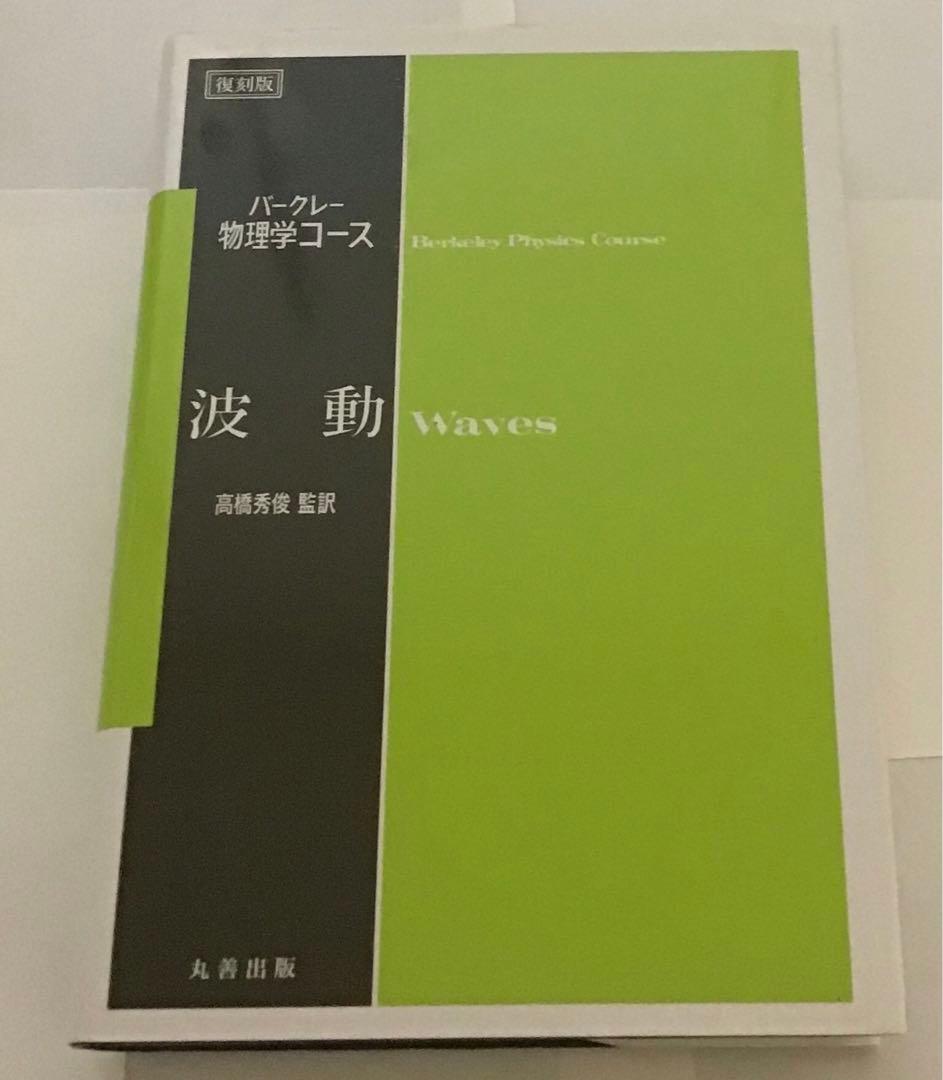 復刻版
バークレー
物理学コース
Berkeley Physics Course
波 動
Waves
高橋秀俊 監訳
丸善出版